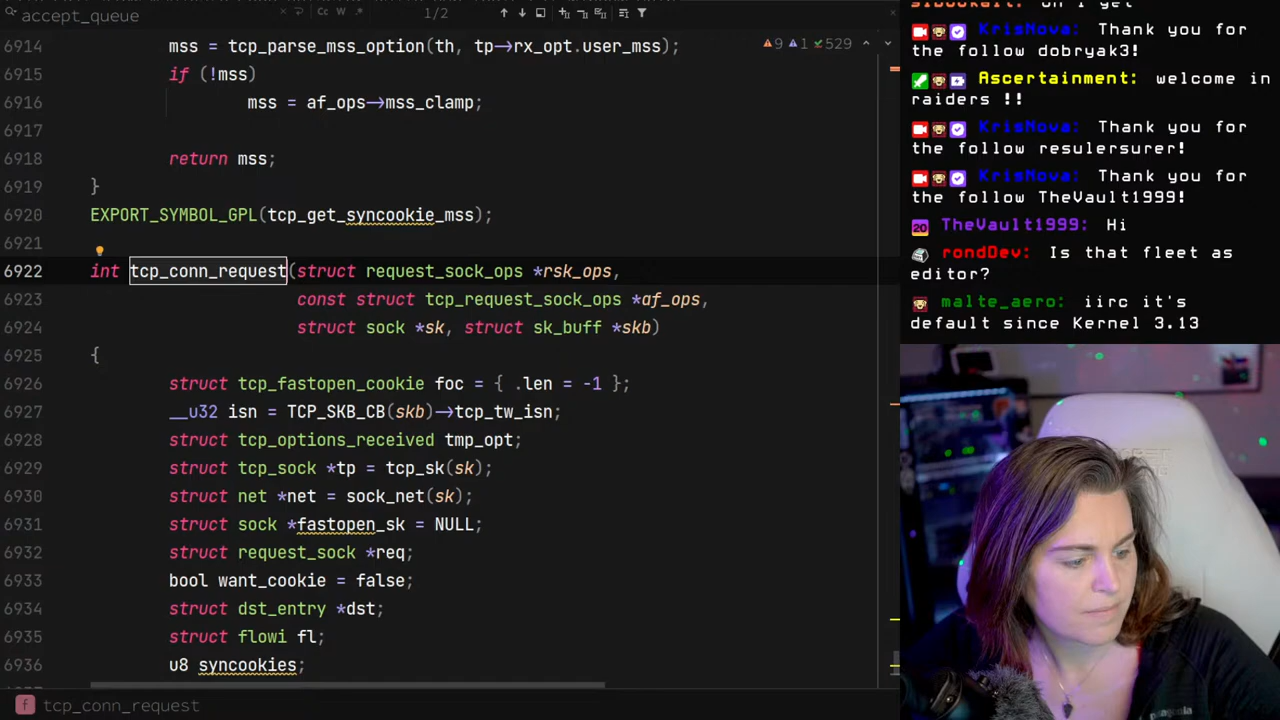 accept_queue
Cc W .* 1/2
6914 mss = tcp_parse_mss_option(th, tp->rx_opt.user_mss);
9 1 529
6915 if (!mss)
6916 mss = af_ops->mss_clamp;
6917
6918 return mss;
6919 }
6920 EXPORT_SYMBOL_GPL(tcp_get_syncookie_mss);
6921
6922 int tcp_conn_request(struct request_sock_ops *rsk_ops,
6923 const struct tcp_request_sock_ops *af_ops,
6924 struct sock *sk, struct sk_buff *skb)
6925 {
6926 struct tcp_fastopen_cookie foc = { .len = -1 };
6927 __u32 isn = TCP_SKB_CB(skb)->tcp_tw_isn;
6928 struct tcp_options_received tmp_opt;
6929 struct tcp_sock *tp = tcp_sk(sk);
6930 struct net *net = sock_net(sk);
6931 struct sock *fastopen_sk = NULL;
6932 struct request_sock *req;
6933 bool want_cookie = false;
6934 struct dst_entry *dst;
6935 struct flowi fl;
6936 u8 syncookies;
f tcp_conn_request
KrisNova: Thank you for
the follow dobryak3!
Ascertainment: welcome in
raiders !!
KrisNova: Thank you for
the follow resulersurer!
KrisNova: Thank you for
the follow TheVault1999!
20 TheVault1999: Hi
rondDev: Is that fleet as
editor?
malte_aero: iirc it's
default since Kernel 3.13